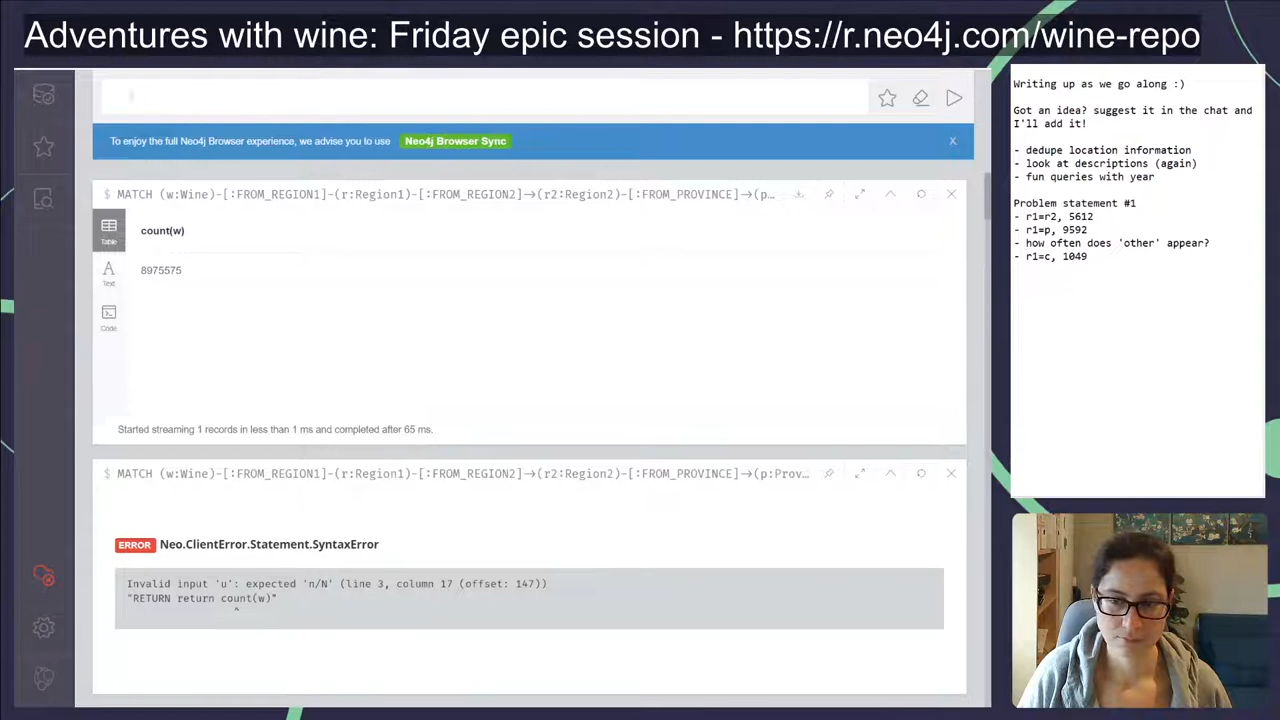 Adventures with wine: Friday epic session - https://r.neo4j.com/wine-repo
To enjoy the full Neo4j Browser experience, we advise you to use Neo4j Browser Sync X
$ MATCH (w:Wine)-[:FROM_REGION1]-(r:Region1)-[:FROM_REGION2]→(r2:Region2)-[:FROM_PROVINCE]→(p…
Table
count(w)
8975575
A
Text
Code
Started streaming 1 records in less than 1 ms and completed after 65 ms.
$ MATCH (w:Wine)-[:FROM_REGION1]-(r:Region1)-[:FROM_REGION2]→(r2:Region2)-[:FROM_PROVINCE]→(p:Prov…
ERROR Neo.ClientError.Statement.SyntaxError
Invalid input 'u': expected 'n/N' (line 3, column 17 (offset: 147))
"RETURN return count(w)"
^
Writing up as we go along :)
Got an idea? suggest it in the chat and
I'll add it!
- dedupe location information
- look at descriptions (again)
- fun queries with year
Problem statement #1
- r1=r2, 5612
- r1=p, 9592
- how often does 'other' appear?
- r1=c, 1049